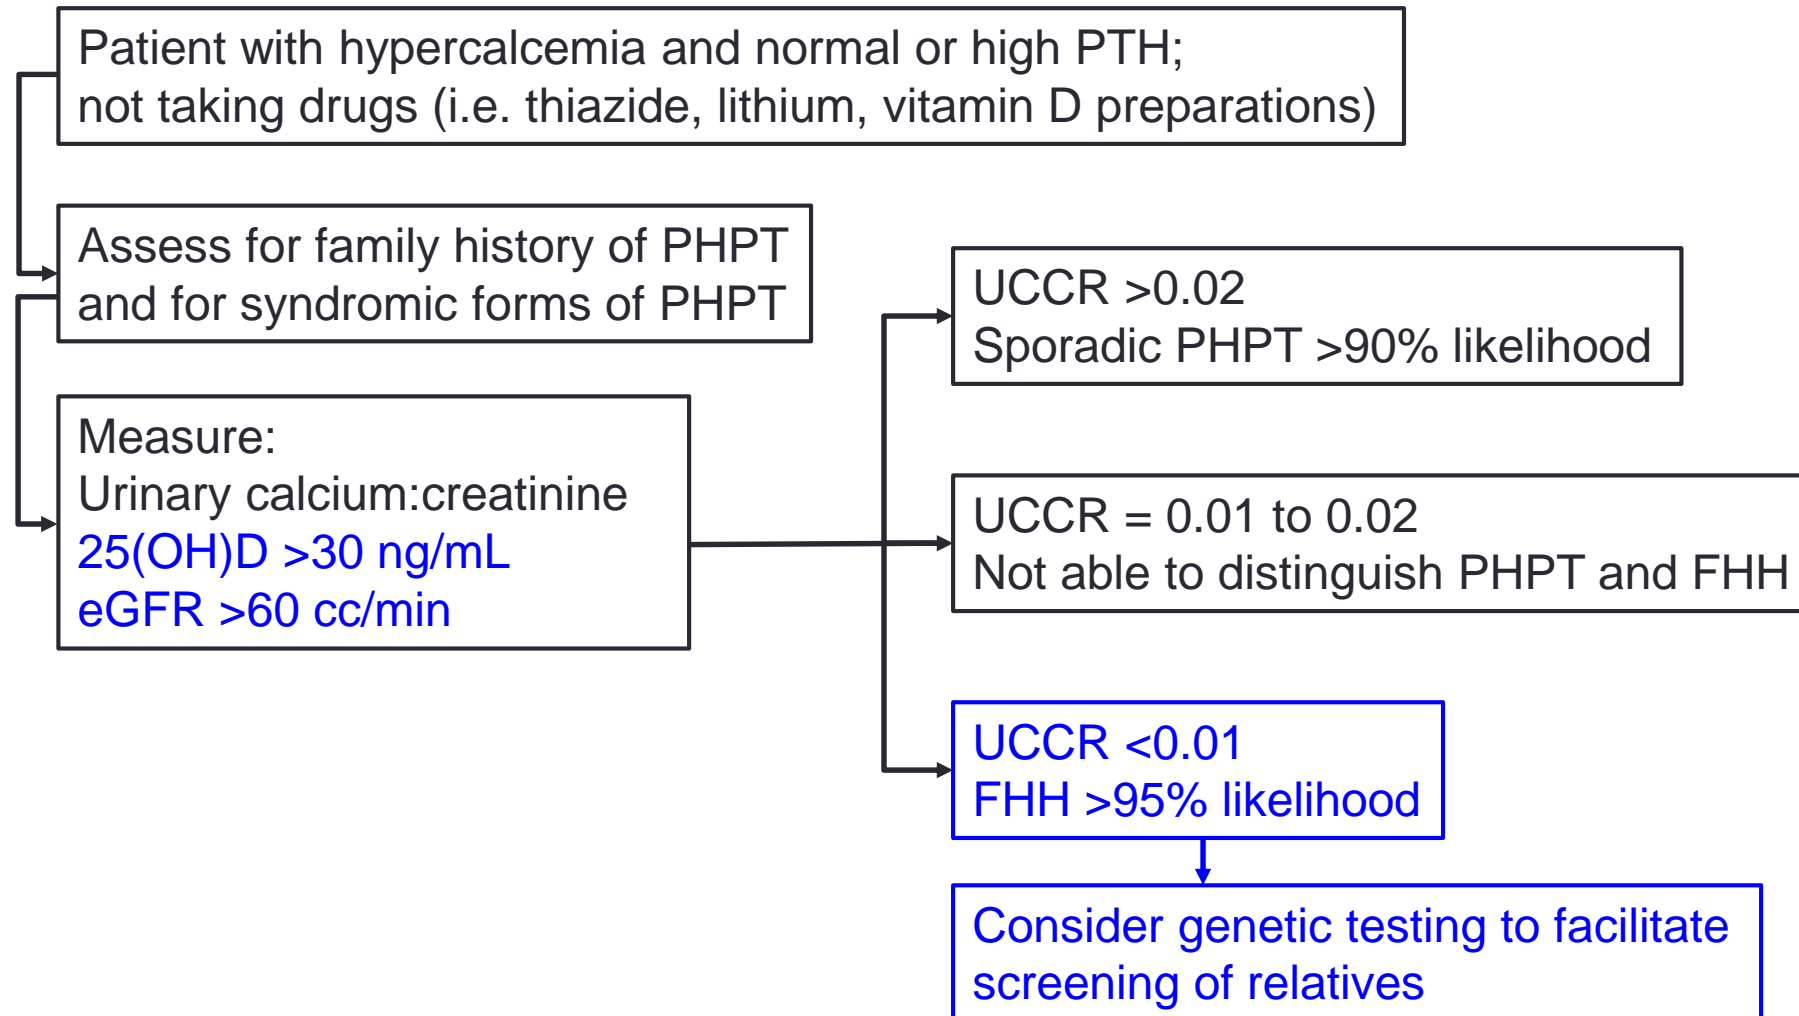 Patient with hypercalcemia and normal or high PTH;
not taking drugs (i.e. thiazide, lithium, vitamin D preparations)
Assess for family history of PHPT
and for syndromic forms of PHPT
Measure:
Urinary calcium:creatinine
25(OH)D >30 ng/mL
eGFR >60 cc/min
UCCR >0.02
Sporadic PHPT >90% likelihood
UCCR = 0.01 to 0.02
Not able to distinguish PHPT and FHH
UCCR <0.01
FHH >95% likelihood
Consider genetic testing to facilitate
screening of relatives